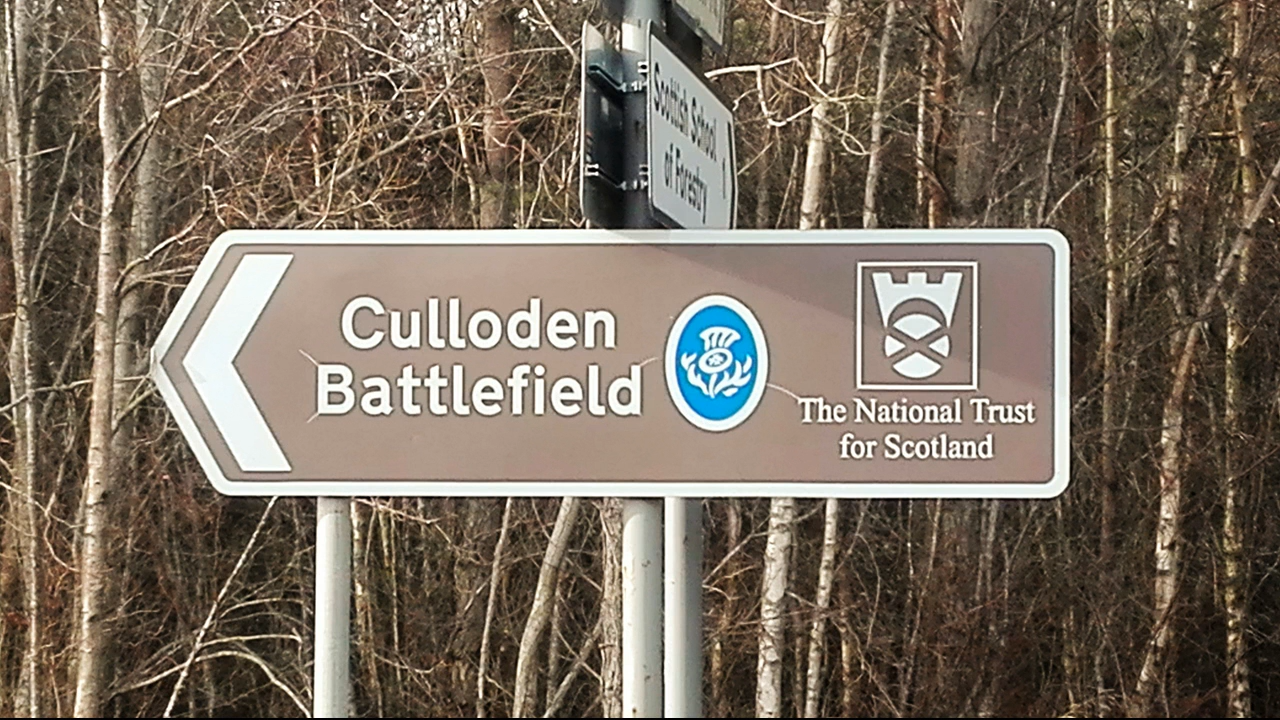 Scottish School
of Forestry
Culloden
Battlefield
The National Trust
for Scotland